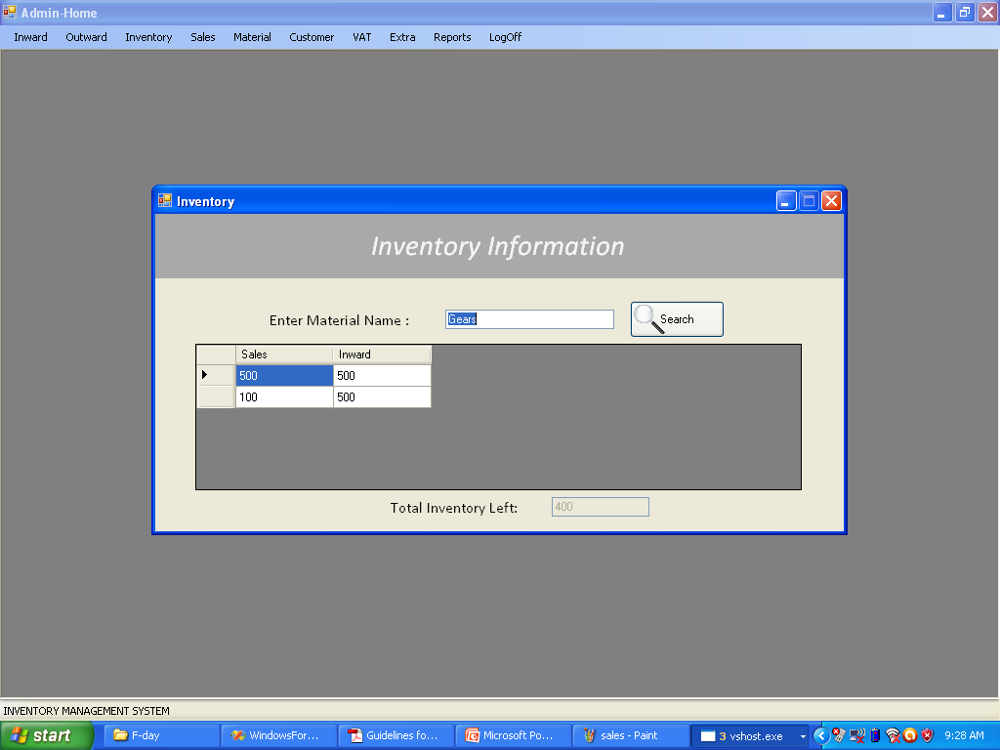 Admin-Home
Inward Outward Inventory Sales Material Customer VAT Extra Reports LogOff
Inventory
Inventory Information
Enter Material Name : Gears Search
Sales Inward
500 500
100 500
Total Inventory Left: 400
INVENTORY MANAGEMENT SYSTEM
start F-day WindowsFor... Guidelines fo... Microsoft Po... sales - Paint 3 vshost.exe 9:28 AM